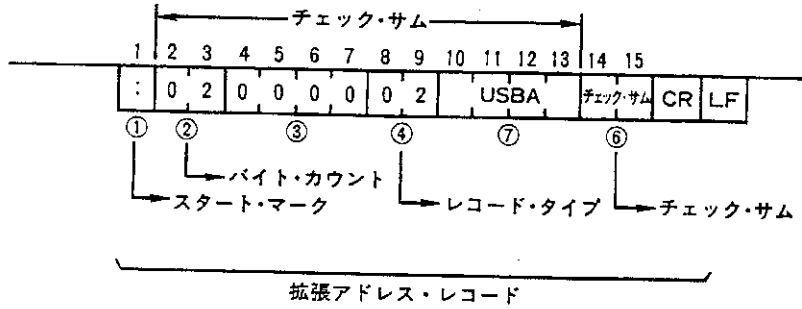 チェック・サム
1 2 3 4 5 6 7 8 9 10 11 12 13 14 15
: 0 2 0 0 0 0 0 2 USBA チェック・サム CR LF
① ② ③ ④ ⑦ ⑥
バイト・カウント
スタート・マーク レコード・タイプ チェック・サム
拡張アドレス・レコード